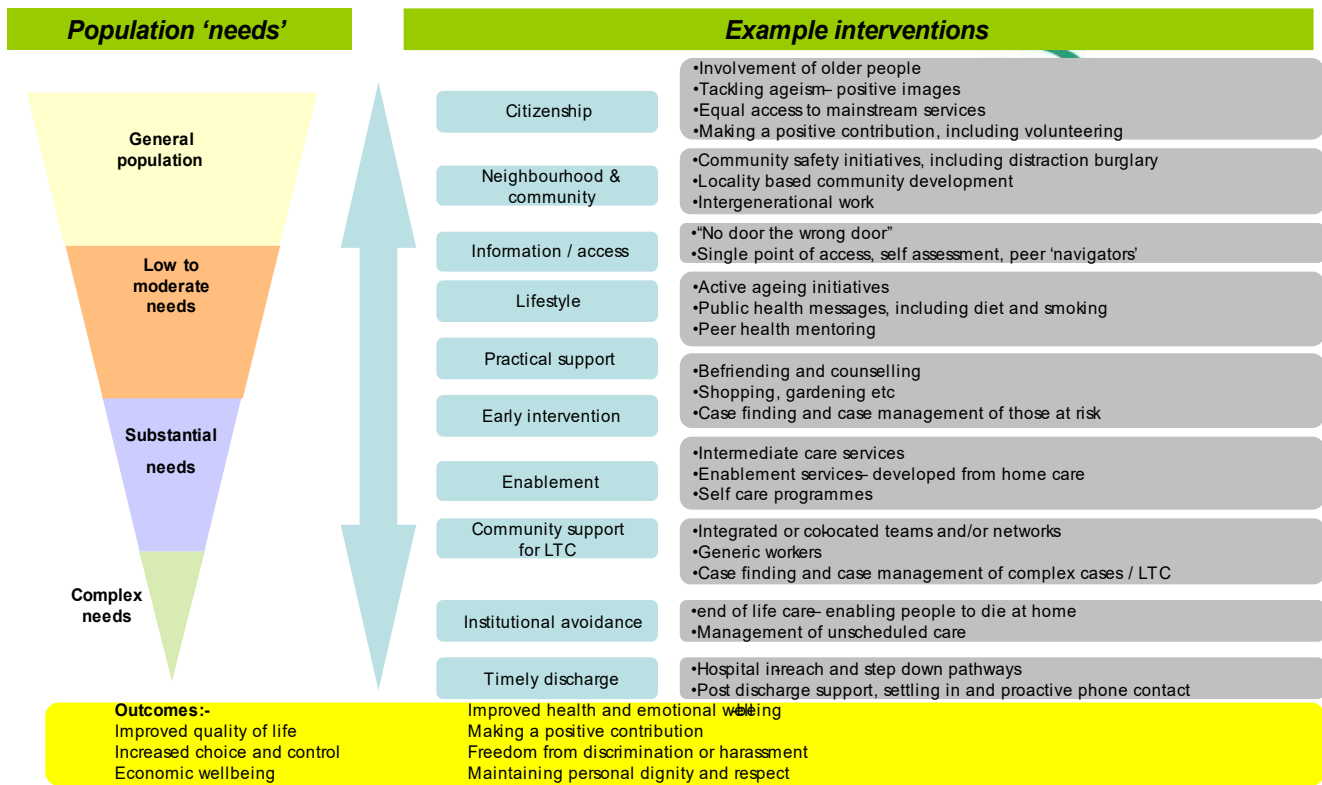 Population ‘needs’
Example interventions
General
population
Low to
moderate
needs
Substantial
needs
Complex
needs
Citizenship
•Involvement of older people
•Tackling ageism– positive images
•Equal access to mainstream services
•Making a positive contribution, including volunteering
Neighbourhood &
community
•Community safety initiatives, including distraction burglary
•Locality based community development
•Intergenerational work
Information / access
•“No door the wrong door”
•Single point of access, self assessment, peer ‘navigators’
Lifestyle
•Active ageing initiatives
•Public health messages, including diet and smoking
•Peer health mentoring
Practical support
Early intervention
•Befriending and counselling
•Shopping, gardening etc
•Case finding and case management of those at risk
Enablement
•Intermediate care services
•Enablement services– developed from home care
•Self care programmes
Community support
for LTC
•Integrated or co-located teams and/or networks
•Generic workers
•Case finding and case management of complex cases / LTC
Institutional avoidance
•end of life care– enabling people to die at home
•Management of unscheduled care
Timely discharge
•Hospital in-reach and step down pathways
•Post discharge support, settling in and proactive phone contact
Outcomes:-
Improved quality of life
Increased choice and control
Economic wellbeing
Improved health and emotional well-being
Making a positive contribution
Freedom from discrimination or harassment
Maintaining personal dignity and respect